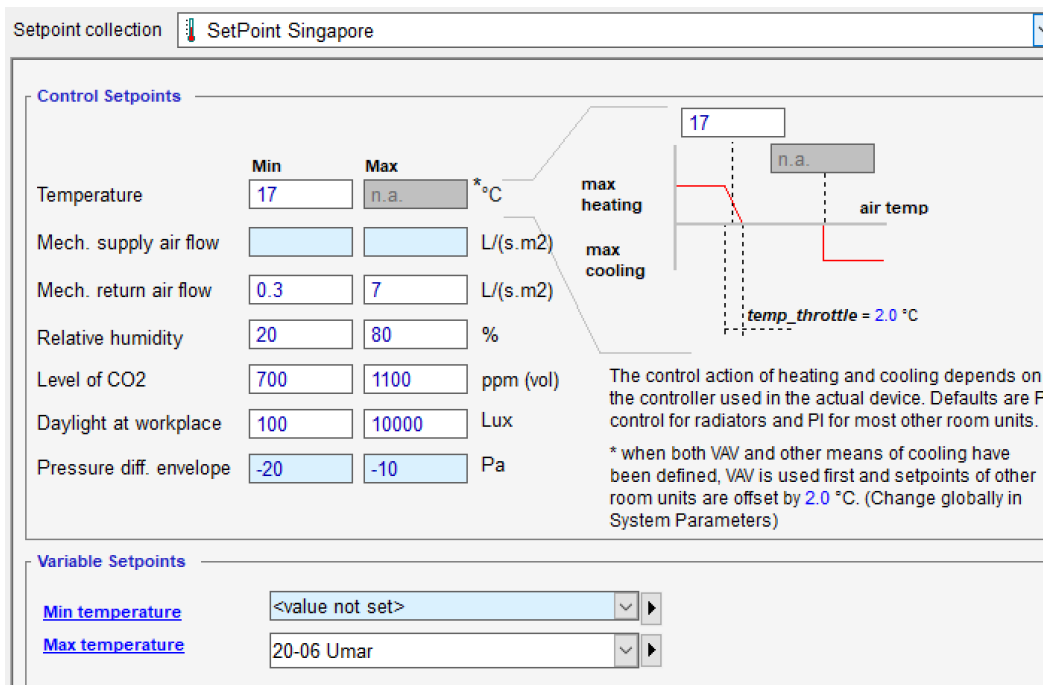 Setpoint collection SetPoint Singapore
Control Setpoints
Min Max
Temperature 17 n.a. *°C
Mech. supply air flow L/(s.m2)
Mech. return air flow 0.3 7 L/(s.m2)
Relative humidity 20 80 %
Level of CO2 700 1100 ppm (vol)
Daylight at workplace 100 10000 Lux
Pressure diff. envelope -20 -10 Pa
17
n.a.
max
heating
air temp
max
cooling
temp_throttle = 2.0 °C
The control action of heating and cooling depends on
the controller used in the actual device. Defaults are P
control for radiators and PI for most other room units.
* when both VAV and other means of cooling have
been defined, VAV is used first and setpoints of other
room units are offset by 2.0 °C. (Change globally in
System Parameters)
Variable Setpoints
Min temperature <value not set>
Max temperature 20-06 Umar